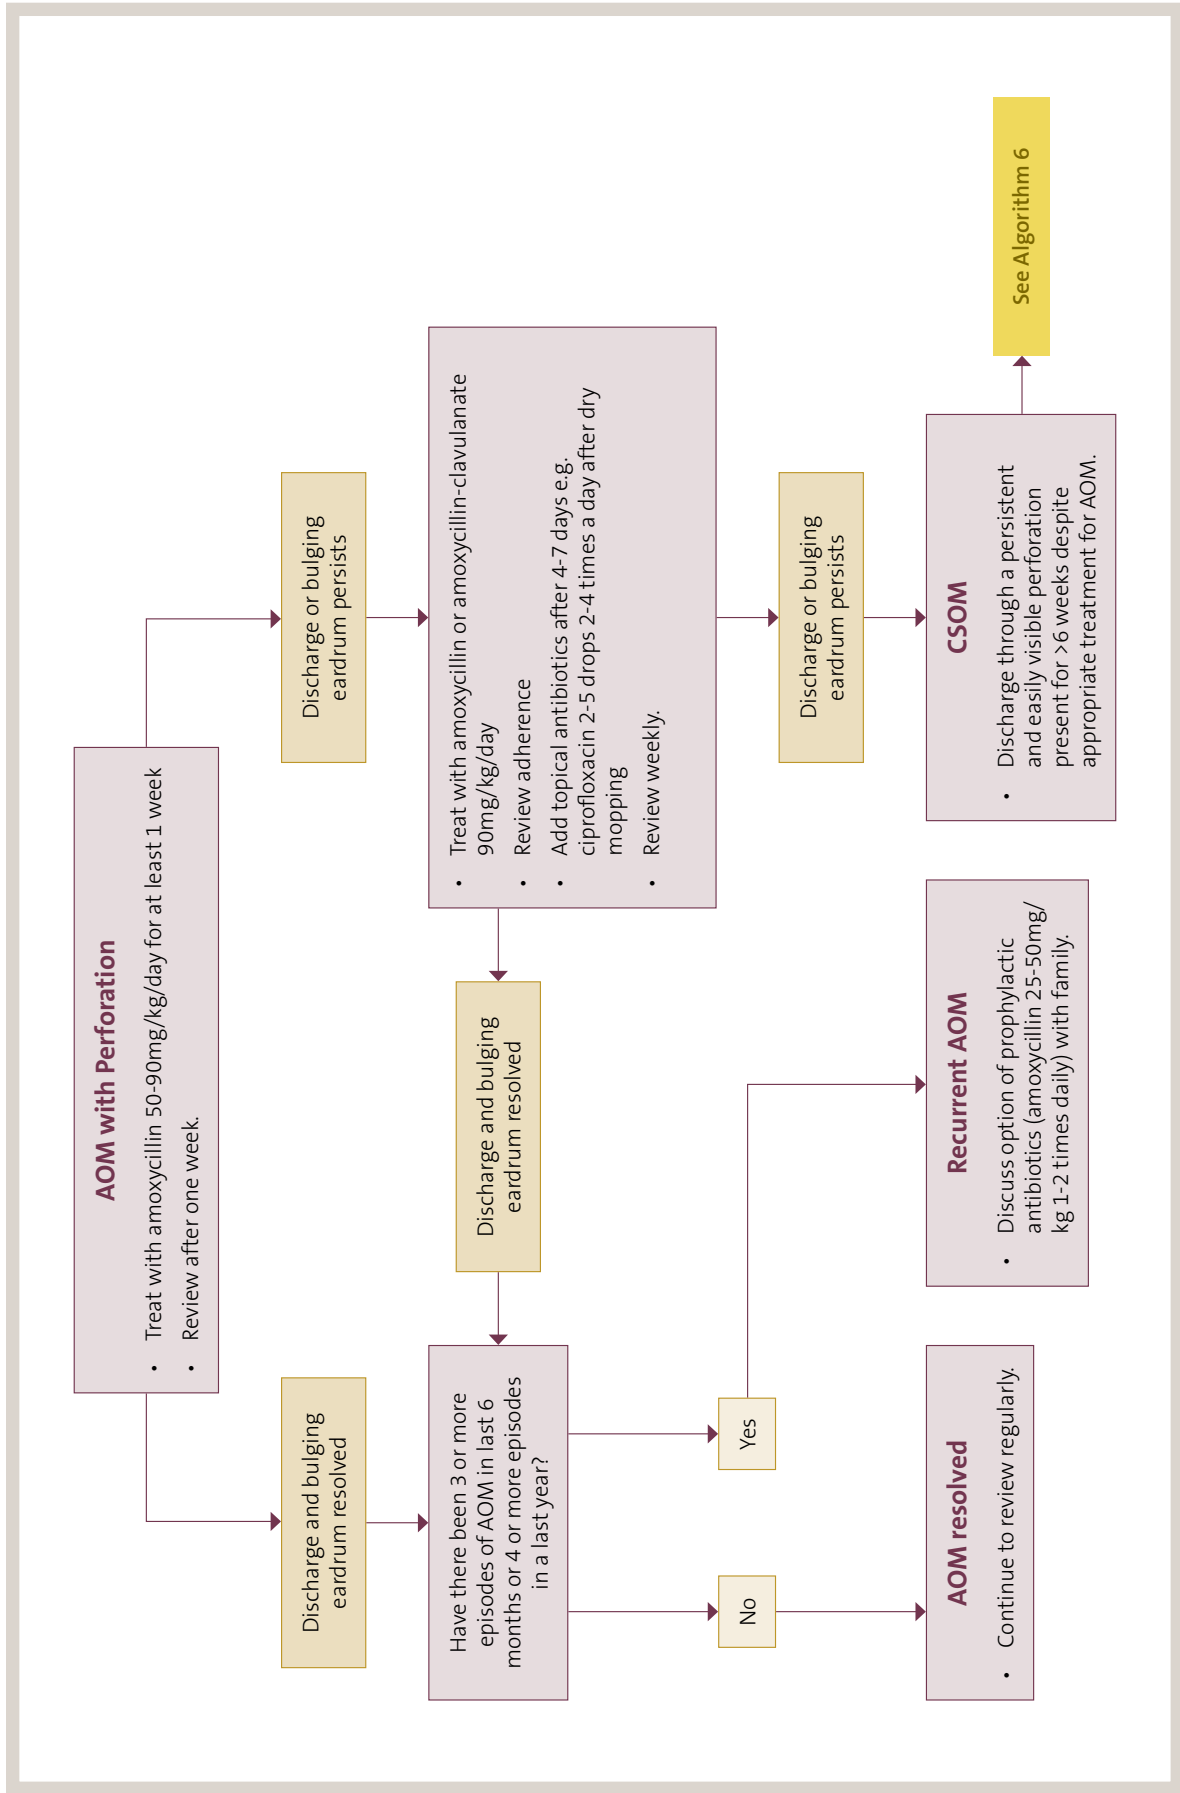 AOM with Perforation
• Treat with amoxycillin 50-90mg/kg/day for at least 1 week
• Review after one week.
Discharge and bulging
eardrum resolved
Discharge or bulging
eardrum persists
Have there been 3 or more
episodes of AOM in last 6
months or 4 or more episodes
in a last year?
Discharge and bulging
eardrum resolved
• Treat with amoxycillin or amoxycillin-clavulanate
90mg/kg/day
• Review adherence
• Add topical antibiotics after 4-7 days e.g.
ciprofloxacin 2-5 drops 2-4 times a day after dry
mopping
• Review weekly.
No
Yes
Discharge or bulging
eardrum persists
AOM resolved
• Continue to review regularly.
Recurrent AOM
• Discuss option of prophylactic
antibiotics (amoxycillin 25-50mg/
kg 1-2 times daily) with family.
CSOM
• Discharge through a persistent
and easily visible perforation
present for >6 weeks despite
appropriate treatment for AOM.
See Algorithm 6